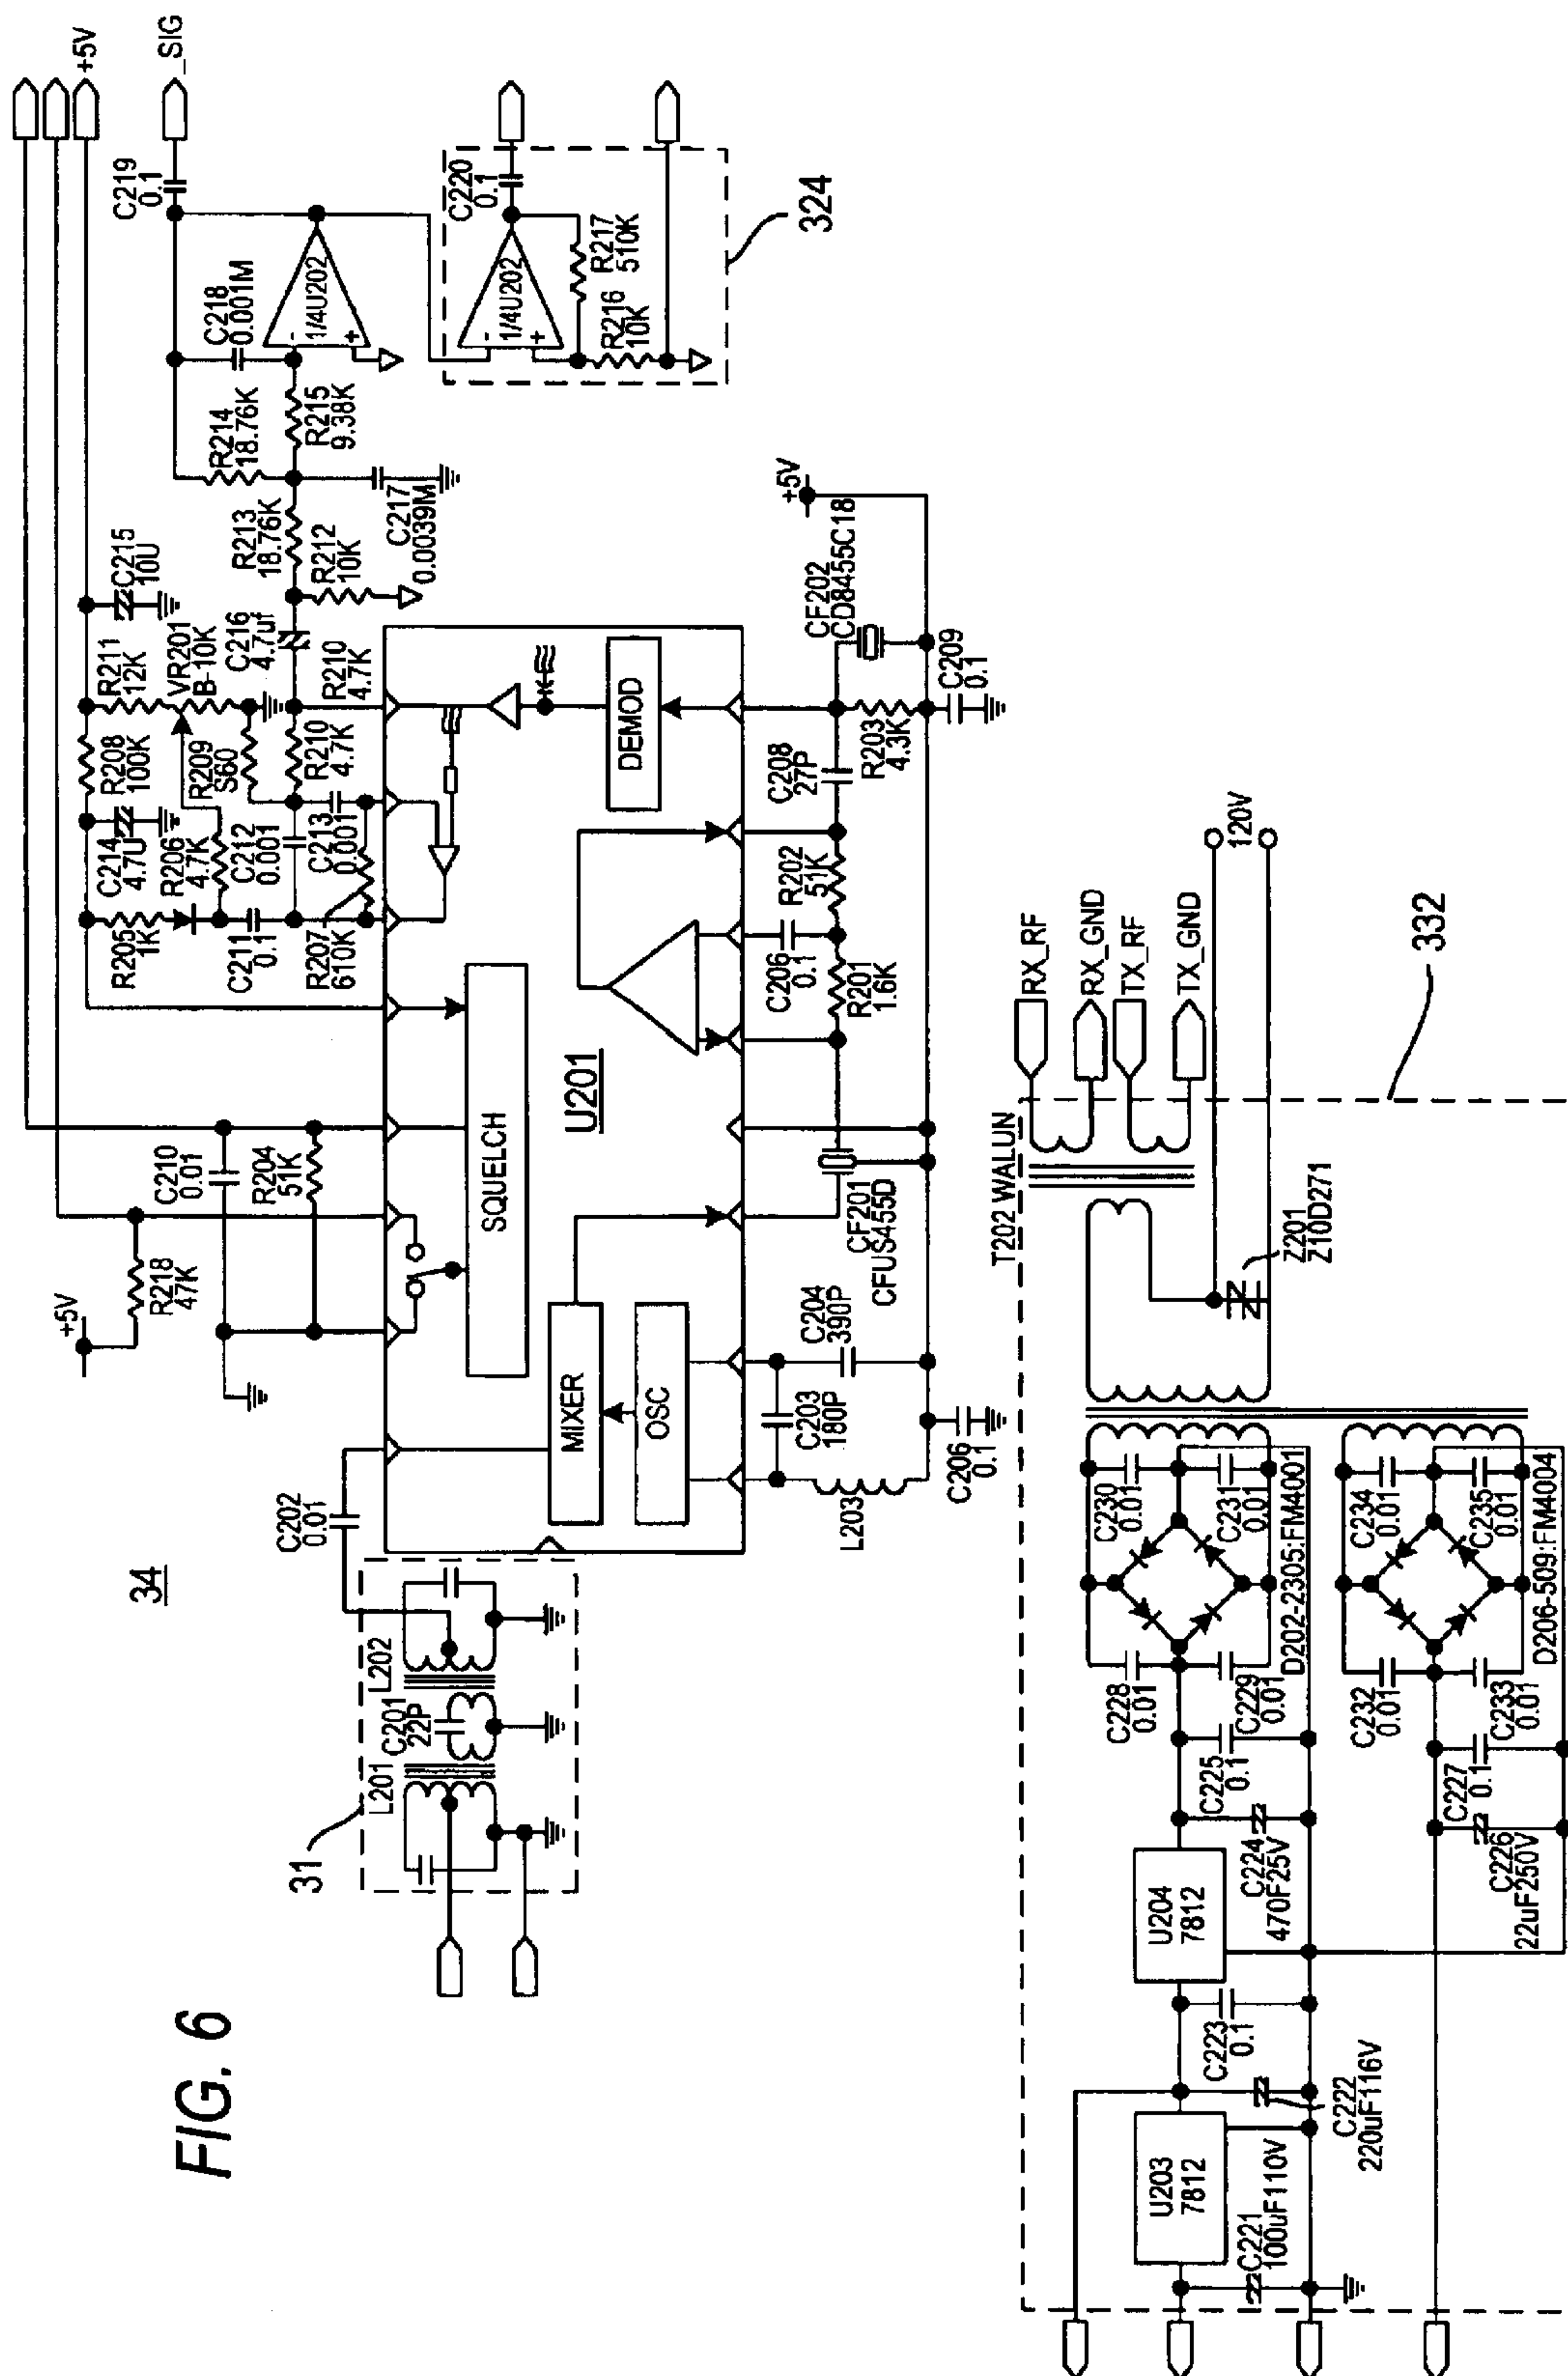 FIG. 6
34
31
L201
C201
22P
L202
C202
0.01
+5V
R218
47K
C210
0.01
R204
51K
R205
1K
C214
4.7U
R206
4.7K
C211
0.1
C212
0.001
R207
610K
C213
0.001
R208
100K
R209
S60
R211
12K
VR201
B-10K
C216
4.7uf
R210
4.7K
R210
4.7K
C215
10U
R213
18.76K
R212
10K
C217
0.0039M
R214
18.76K
R215
9.38K
C218
0.001M
1/4U202
-
+
C219
0.1
+5V
_SIG
C220
0.1
1/4U202
-
+
R217
510K
R216
10K
324
MIXER
OSC
SQUELCH
U201
DEMOD
L203
C203
180P
C204
390P
C206
0.1
CF201
CFUS455D
C206
0.1
R201
1.6K
R202
51K
C208
27P
R203
4.3K
C209
0.1
CF202
CD8455C18
+5V
332
T202 WALUN
RX_RF
RX_GND
TX_RF
TX_GND
120V
Z201
Z10D271
U203
7812
C221
100uF110V
C222
220uF116V
C223
0.1
U204
7812
C224
470F25V
C225
0.1
C228
0.01
C229
0.01
C230
0.01
C231
0.01
D202-2305:FM4001
C226
22uF250V
C227
0.1
C232
0.01
C233
0.01
C234
0.01
C235
0.01
D206-509:FM4004